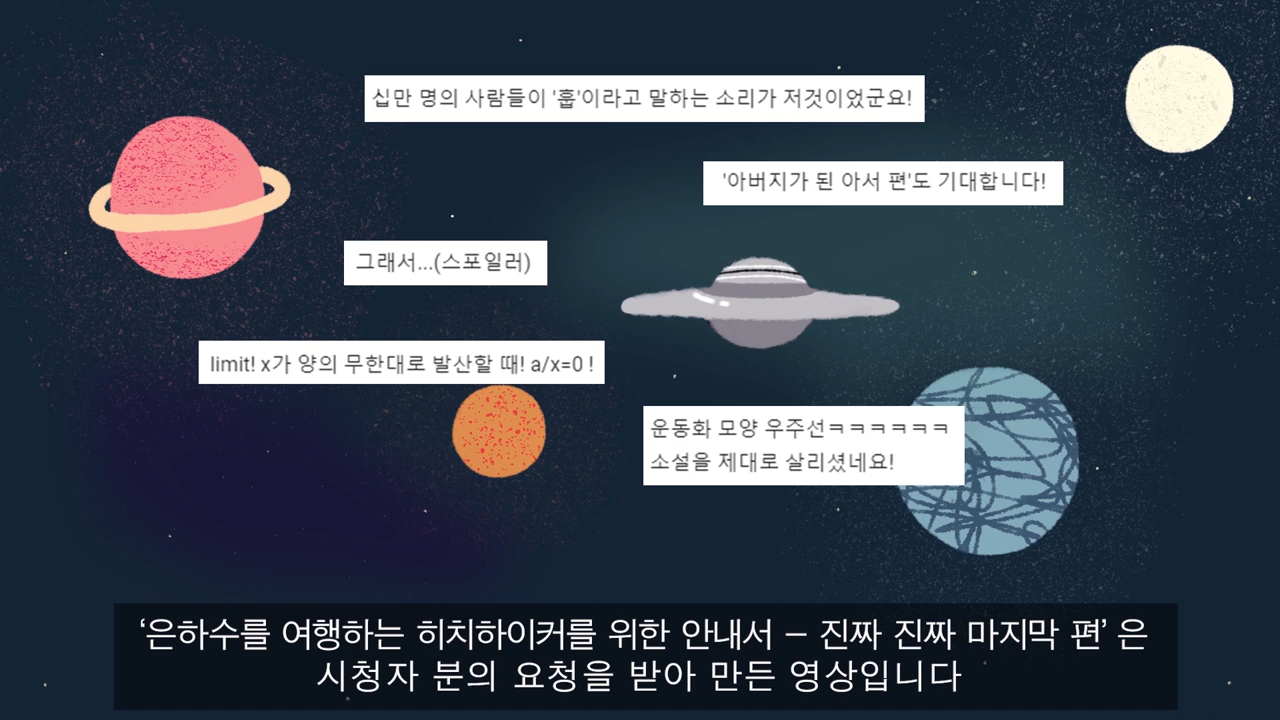 십만 명의 사람들이 '훕'이라고 말하는 소리가 저것이었군요!
'아버지가 된 아서 편'도 기대합니다!
그래서...(스포일러)
limit! x가 양의 무한대로 발산할 때! a/x=0 !
운동화 모양 우주선ㅋㅋㅋㅋㅋㅋ
소설을 제대로 살리셨네요!
‘은하수를 여행하는 히치하이커를 위한 안내서 – 진짜 진짜 마지막 편’ 은
시청자 분의 요청을 받아 만든 영상입니다